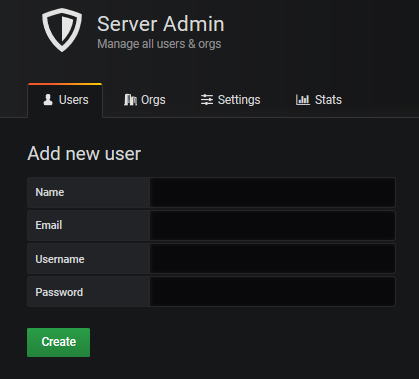 Server Admin
Manage all users & orgs
Users Orgs Settings Stats
Add new user
Name
Email
Username
Password
Create